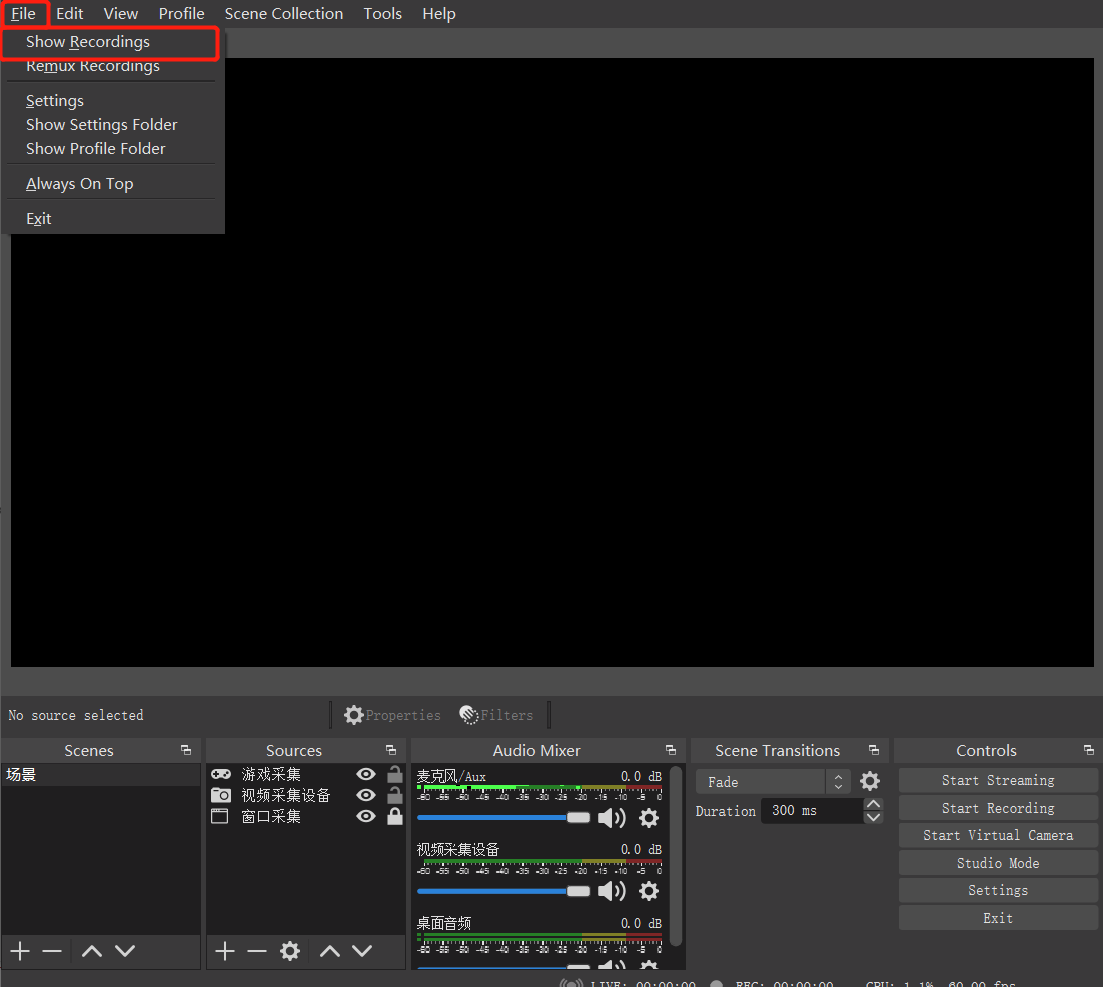 File Edit View Profile Scene Collection Tools Help
Show Recordings
Remux Recordings
Settings
Show Settings Folder
Show Profile Folder
Always On Top
Exit
No source selected Properties Filters
Scenes
场景
Sources
游戏采集
视频采集设备
窗口采集
Audio Mixer
麦克风/Aux 0.0 dB
-60 -55 -50 -45 -40 -35 -30 -25 -20 -15 -10 -5 0
视频采集设备 0.0 dB
-60 -55 -50 -45 -40 -35 -30 -25 -20 -15 -10 -5 0
桌面音频 0.0 dB
-60 -55 -50 -45 -40 -35 -30 -25 -20 -15 -10 -5 0
Scene Transitions
Fade
Duration 300 ms
Controls
Start Streaming
Start Recording
Start Virtual Camera
Studio Mode
Settings
Exit
LIVE: 00:00:00 REC: 00:00:00 CPU: 1.1%, 60.00 fps